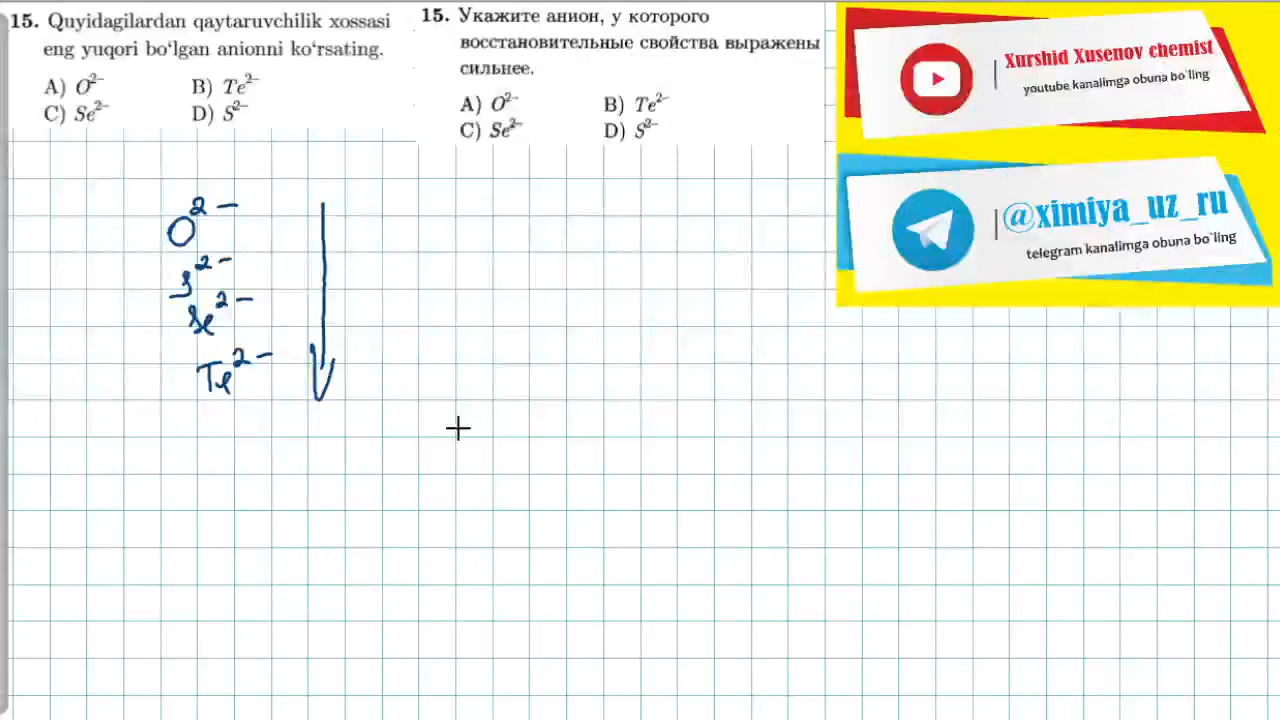 15. Quyidagilardan qaytaruvchilik xossasi
eng yuqori bo‘lgan anionni ko‘rsating.
A) O²⁻ B) Te²⁻
C) Se²⁻ D) S²⁻
15. Укажите анион, у которого
восстановительные свойства выражены
сильнее.
A) O²⁻ B) Te²⁻
C) Se²⁻ D) S²⁻
Xurshid Xusenov chemist
youtube kanalimga obuna bo`ling
@ximiya_uz_ru
telegram kanalimga obuna bo`ling
O²⁻
S²⁻
Se²⁻
Te²⁻